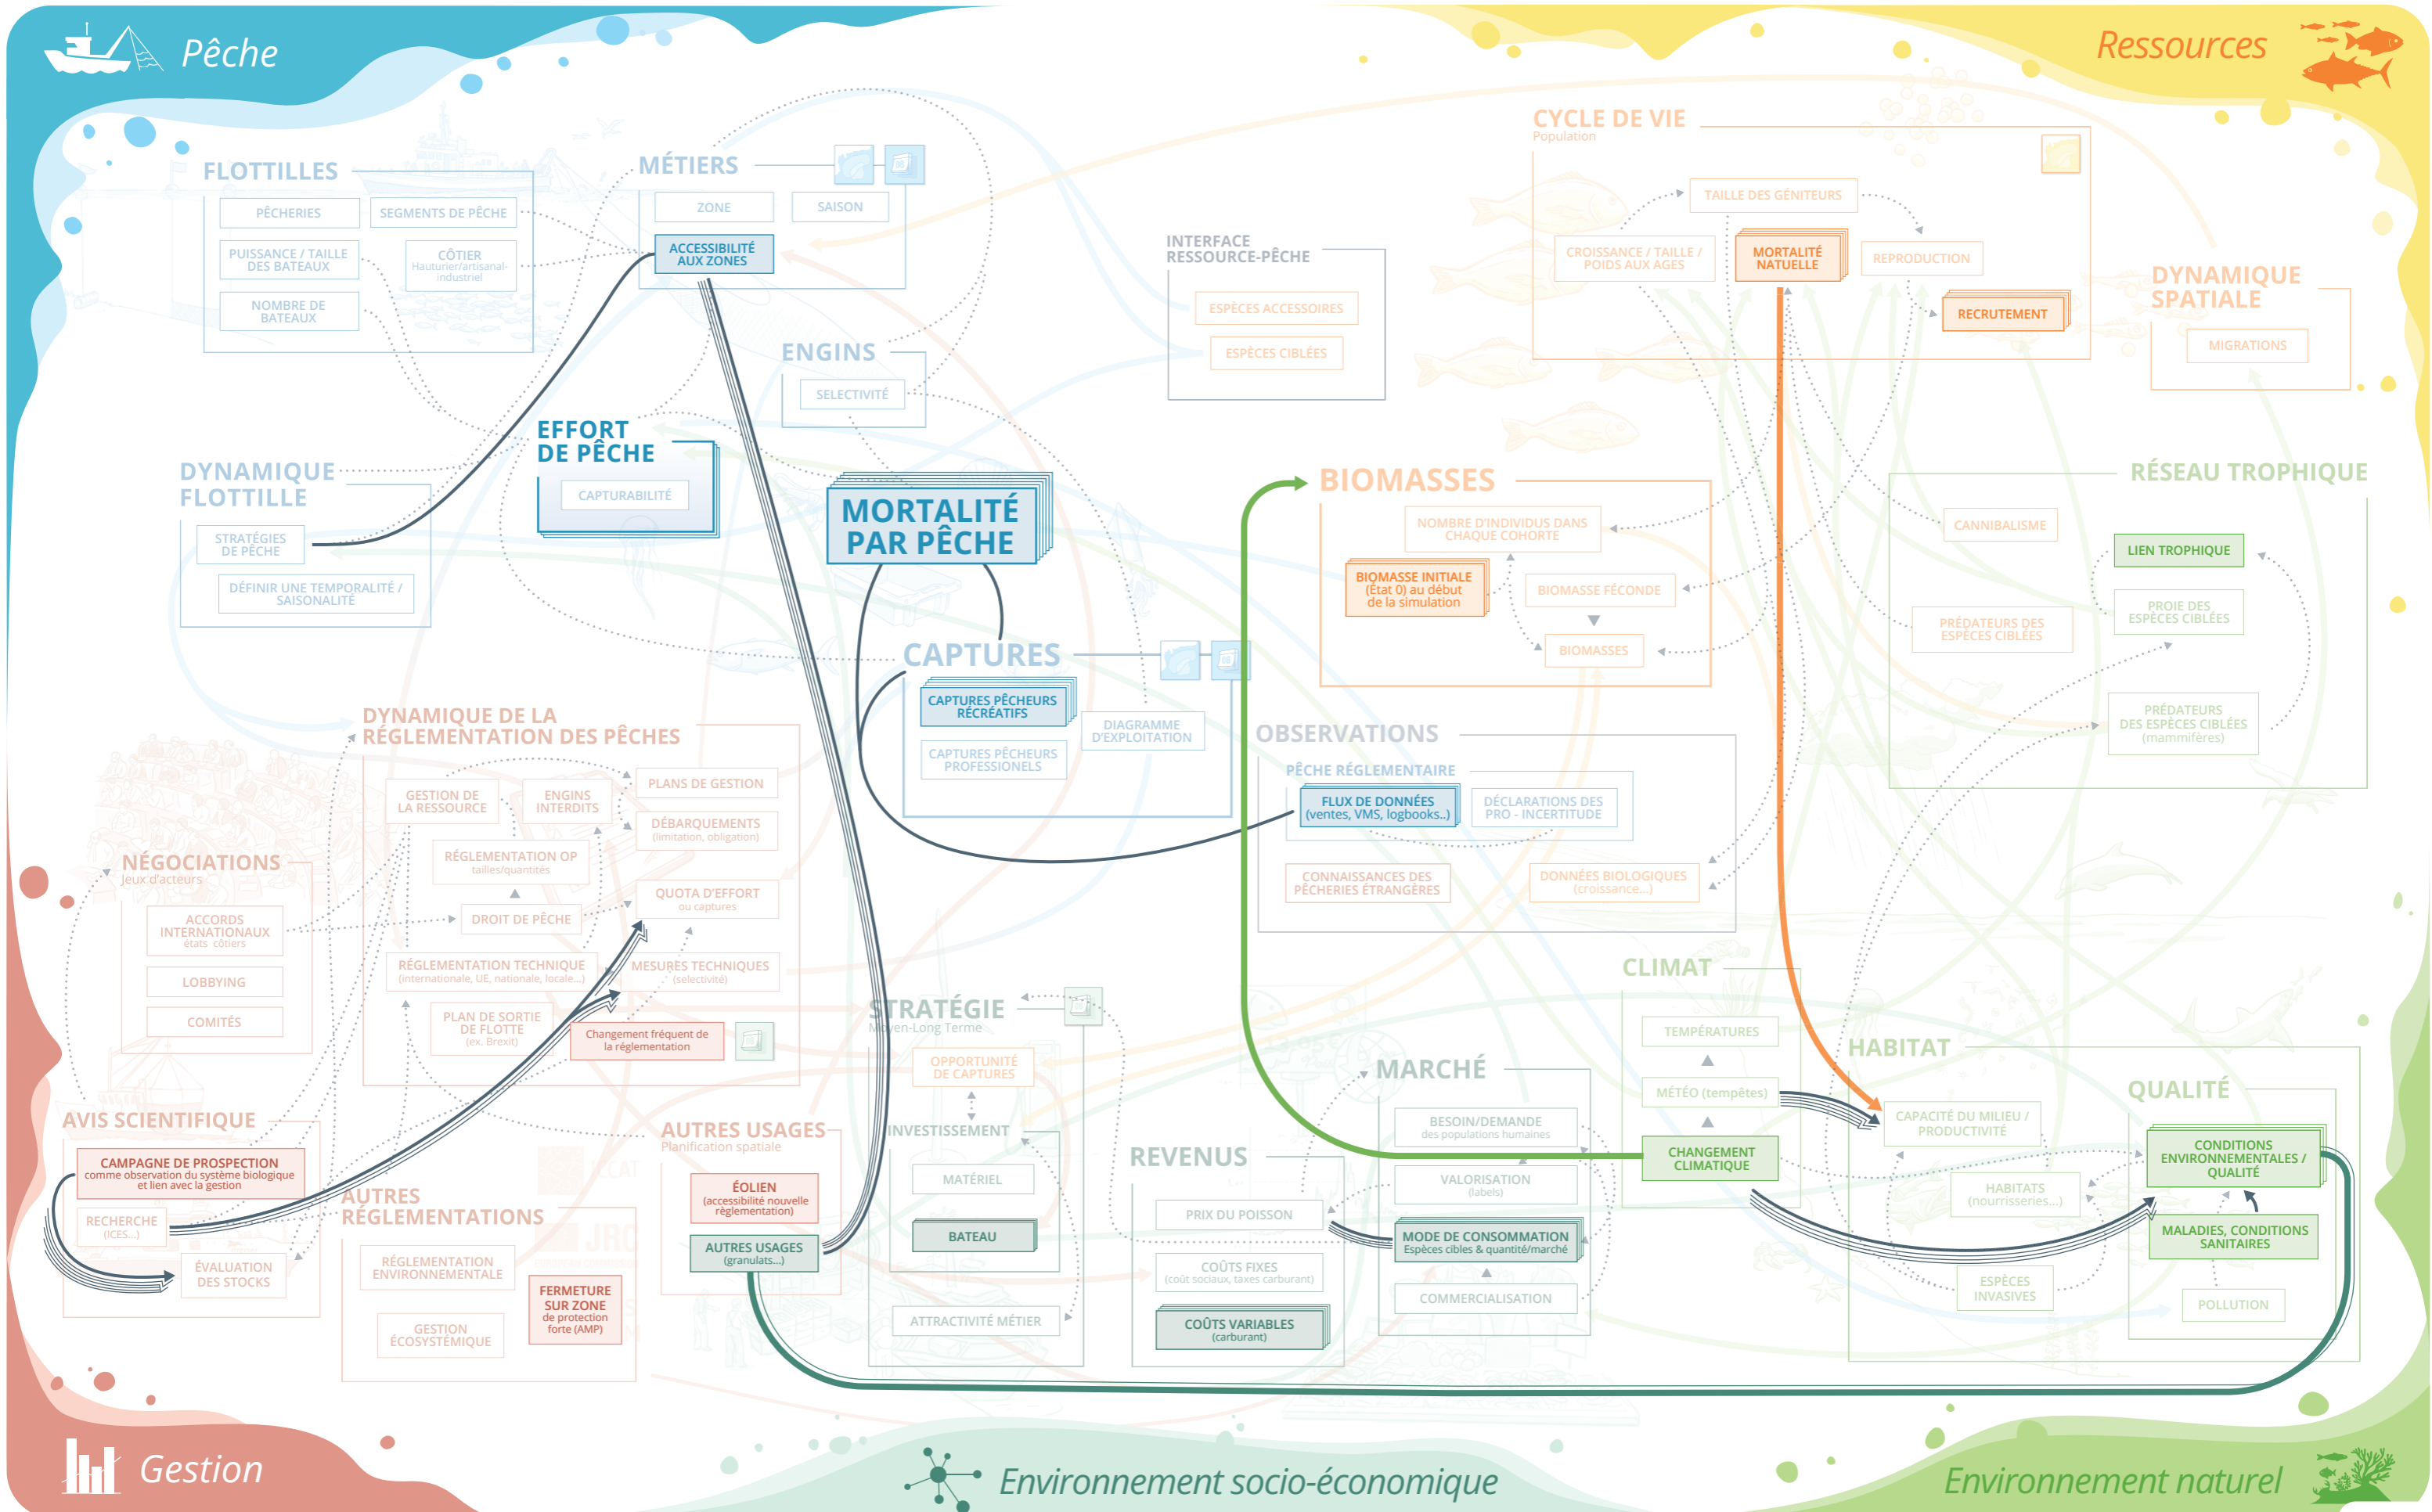 Pêche
Ressources
FLOTTILLES
PÊCHERIES
SEGMENTS DE PÊCHE
PUISSANCE / TAILLE
DES BATEAUX
CÔTIER
Hauturier/artisanal-
industriel
NOMBRE DE
BATEAUX
MÉTIERS
ZONE
SAISON
ACCESSIBILITÉ
AUX ZONES
ENGINS
SELECTIVITÉ
INTERFACE
RESSOURCE-PÊCHE
ESPÈCES ACCESSOIRES
ESPÈCES CIBLÉES
CYCLE DE VIE
Population
TAILLE DES GÉNITEURS
CROISSANCE / TAILLE /
POIDS AUX AGES
MORTALITÉ
NATUELLE
REPRODUCTION
RECRUTEMENT
DYNAMIQUE
SPATIALE
MIGRATIONS
DYNAMIQUE
FLOTTILLE
STRATÉGIES
DE PÊCHE
DÉFINIR UNE TEMPORALITÉ /
SAISONALITÉ
EFFORT
DE PÊCHE
CAPTURABILITÉ
MORTALITÉ
PAR PÊCHE
CAPTURES
CAPTURES PÊCHEURS
RÉCRÉATIFS
CAPTURES PÊCHEURS
PROFESSIONELS
DIAGRAMME
D'EXPLOITATION
BIOMASSES
NOMBRE D'INDIVIDUS DANS
CHAQUE COHORTE
BIOMASSE INITIALE
(État 0) au début
de la simulation
BIOMASSE FÉCONDE
BIOMASSES
RÉSEAU TROPHIQUE
CANNIBALISME
LIEN TROPHIQUE
PROIE DES
ESPÈCES CIBLÉES
PRÉDATEURS DES
ESPÈCES CIBLÉES
PRÉDATEURS
DES ESPÈCES CIBLÉES
(mammifères)
OBSERVATIONS
PÊCHE RÉGLEMENTAIRE
FLUX DE DONNÉES
(ventes, VMS, logbooks..)
DÉCLARATIONS DES
PRO - INCERTITUDE
CONNAISSANCES DES
PÊCHERIES ÉTRANGÈRES
DONNÉES BIOLOGIQUES
(croissance...)
DYNAMIQUE DE LA
RÉGLEMENTATION DES PÊCHES
GESTION DE
LA RESSOURCE
ENGINS
INTERDITS
PLANS DE GESTION
DÉBARQUEMENTS
(limitation, obligation)
RÉGLEMENTATION OP
tailles/quantités
QUOTA D'EFFORT
ou captures
DROIT DE PÊCHE
RÉGLEMENTATION TECHNIQUE
(internationale, UE, nationale, locale...)
MESURES TECHNIQUES
(selectivité)
PLAN DE SORTIE
DE FLOTTE
(ex. Brexit)
Changement fréquent de
la réglementation
NÉGOCIATIONS
Jeux d'acteurs
ACCORDS
INTERNATIONAUX
états côtiers
LOBBYING
COMITÉS
AVIS SCIENTIFIQUE
CAMPAGNE DE PROSPECTION
comme observation du système biologique
et lien avec la gestion
RECHERCHE
(ICES...)
ÉVALUATION
DES STOCKS
AUTRES
RÉGLEMENTATIONS
RÉGLEMENTATION
ENVIRONNEMENTALE
GESTION
ÉCOSYSTÉMIQUE
FERMETURE
SUR ZONE
de protection
forte (AMP)
ICCAT
JRC
AUTRES USAGES
Planification spatiale
ÉOLIEN
(accessibilité nouvelle
règlementation)
AUTRES USAGES
(granulats...)
STRATÉGIE
Moyen-Long Terme
OPPORTUNITÉ
DE CAPTURES
INVESTISSEMENT
MATÉRIEL
BATEAU
ATTRACTIVITÉ MÉTIER
REVENUS
PRIX DU POISSON
COÛTS FIXES
(coût sociaux, taxes carburant)
COÛTS VARIABLES
(carburant)
MARCHÉ
BESOIN/DEMANDE
des populations humaines
VALORISATION
(labels)
MODE DE CONSOMMATION
Espèces cibles & quantité/marché
COMMERCIALISATION
CLIMAT
TEMPÉRATURES
MÉTÉO (tempêtes)
CHANGEMENT
CLIMATIQUE
HABITAT
CAPACITÉ DU MILIEU /
PRODUCTIVITÉ
HABITATS
(nourrisseries...)
ESPÈCES
INVASIVES
QUALITÉ
CONDITIONS
ENVIRONNEMENTALES /
QUALITÉ
MALADIES, CONDITIONS
SANITAIRES
POLLUTION
Gestion
Environnement socio-économique
Environnement naturel